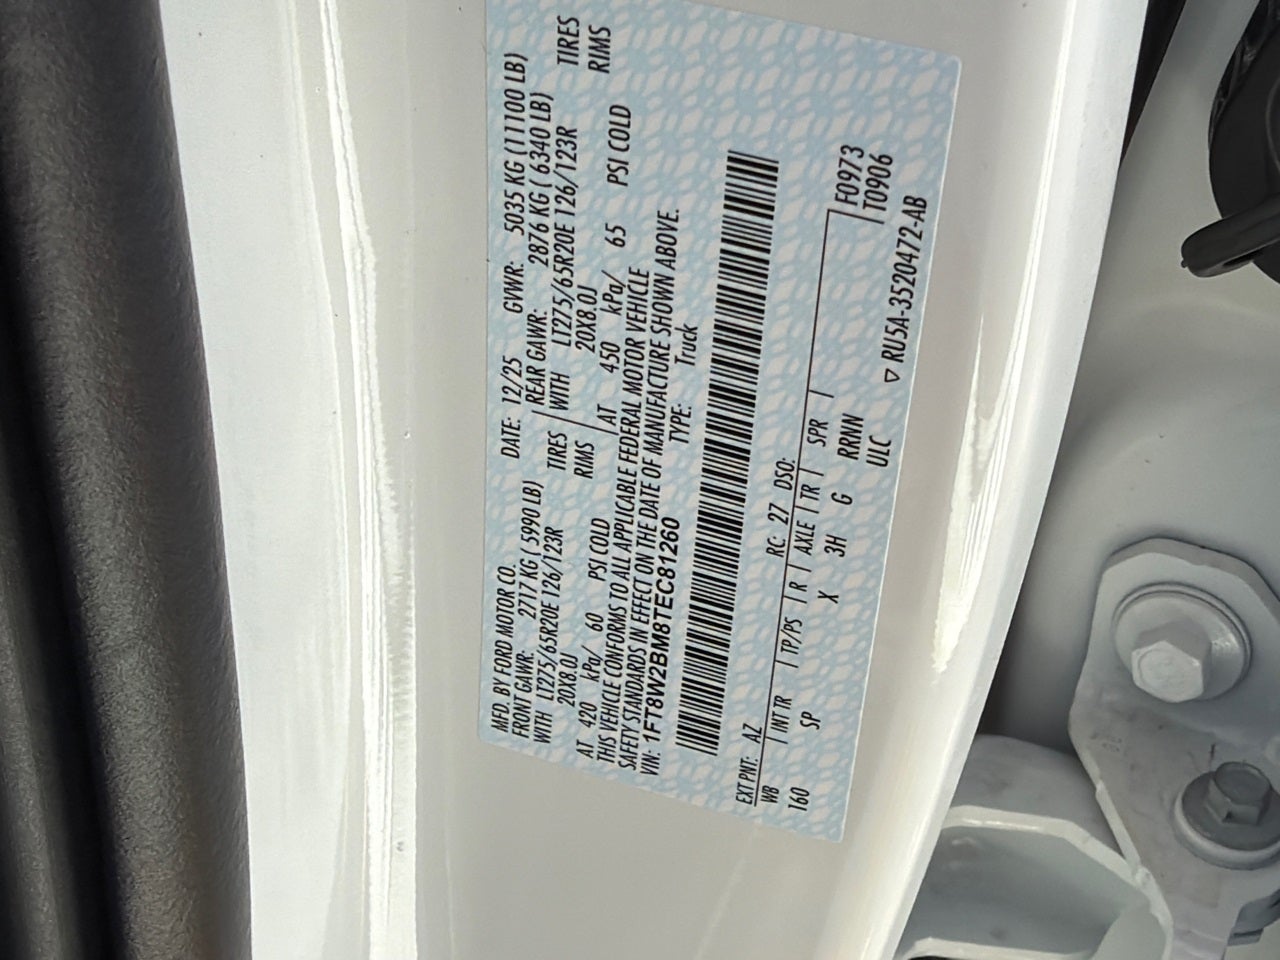 MFD. BY FORD MOTOR CO. DATE: 12/25 GVWR: 5035 KG (11100 LB)
FRONT GAWR: 2717 KG ( 5990 LB) REAR GAWR: 2876 KG ( 6340 LB)
WITH LT275/65R20E 126/123R TIRES WITH LT275/65R20E 126/123R TIRES
20X8.0J RIMS 20X8.0J RIMS
AT 420 kPa/ 60 PSI COLD AT 450 kPa/ 65 PSI COLD
THIS VEHICLE CONFORMS TO ALL APPLICABLE FEDERAL MOTOR VEHICLE
SAFETY STANDARDS IN EFFECT ON THE DATE OF MANUFACTURE SHOWN ABOVE.
VIN: 1FT8W2BM8TEC81260 TYPE: Truck
EXT PNT: AZ RC: 27 DSO:
WB INT TR TP/PS R AXLE TR SPR F0973
160 SP X 3H G RRNN T0906
ULC
▽ RU5A-3520472-AB